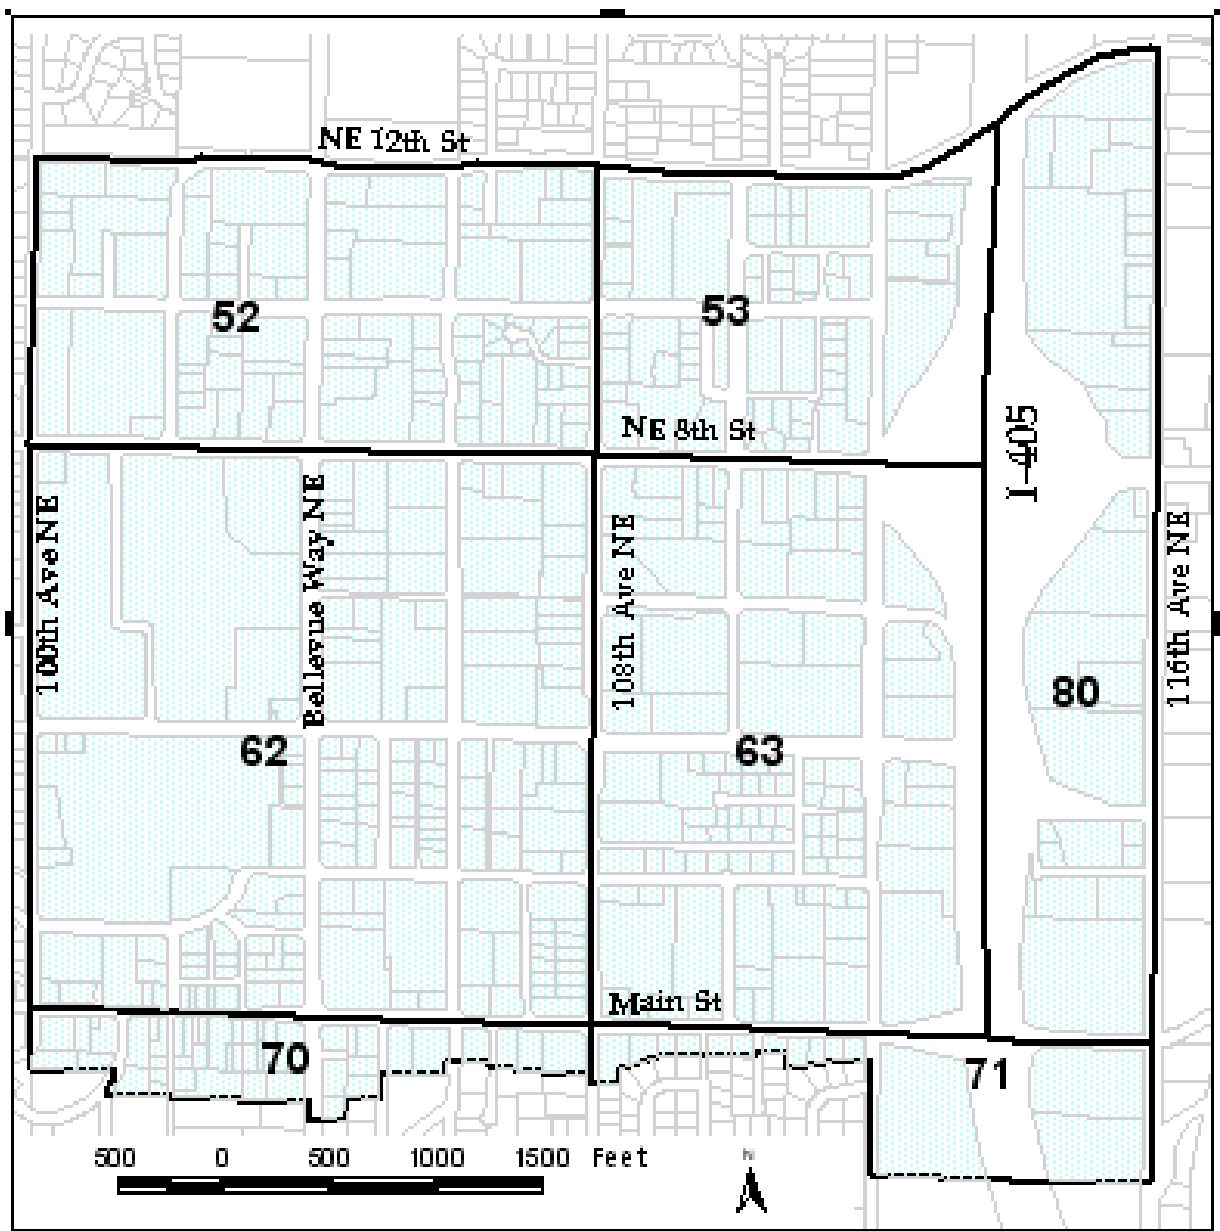 NE 12th St
52
53
NE 8th St
I-405
100th Ave NE
Bellevue Way NE
108th Ave NE
116th Ave NE
80
62
63
Main St
70
71
500 0 500 1000 1500 Feet
N